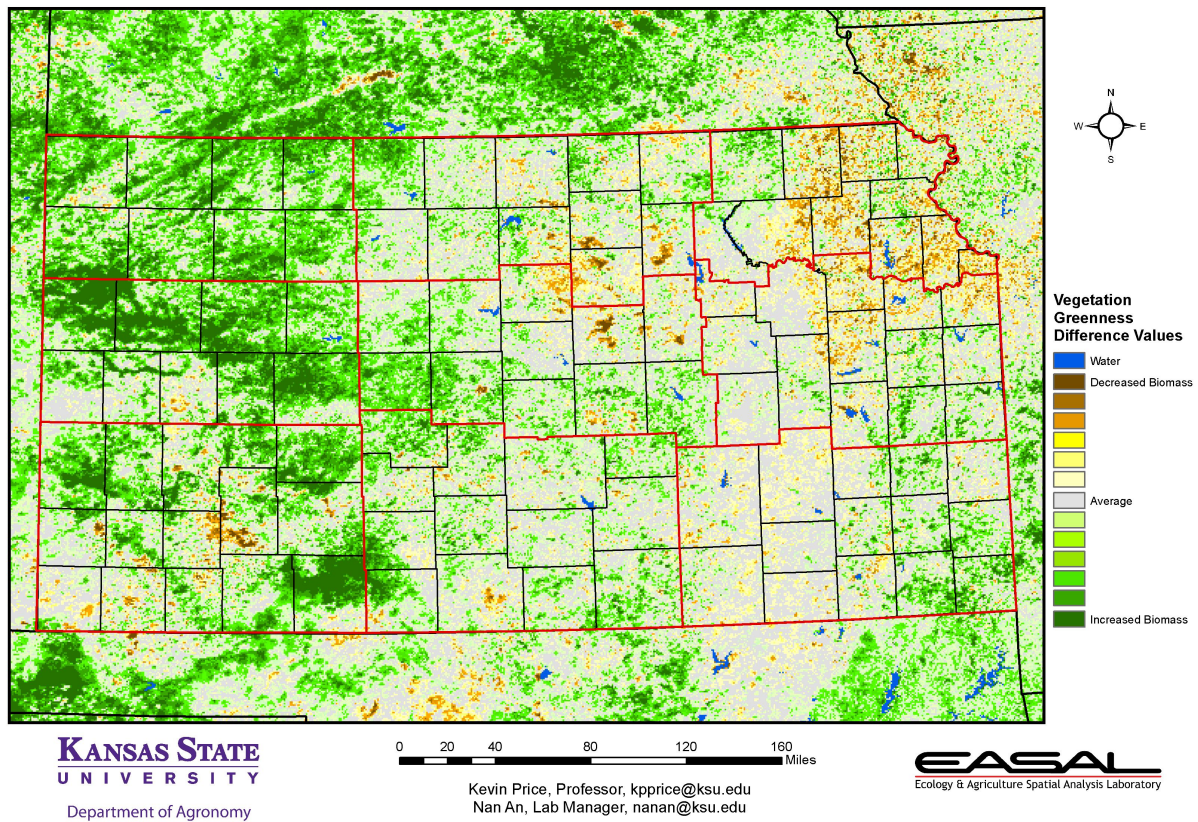 N
W E
S
Vegetation
Greenness
Difference Values
Water
Decreased Biomass
Average
Increased Biomass
KANSAS STATE
UNIVERSITY
Department of Agronomy
0 20 40 80 120 160
Miles
Kevin Price, Professor, kpprice@ksu.edu
Nan An, Lab Manager, nanan@ksu.edu
EASAL
Ecology & Agriculture Spatial Analysis Laboratory